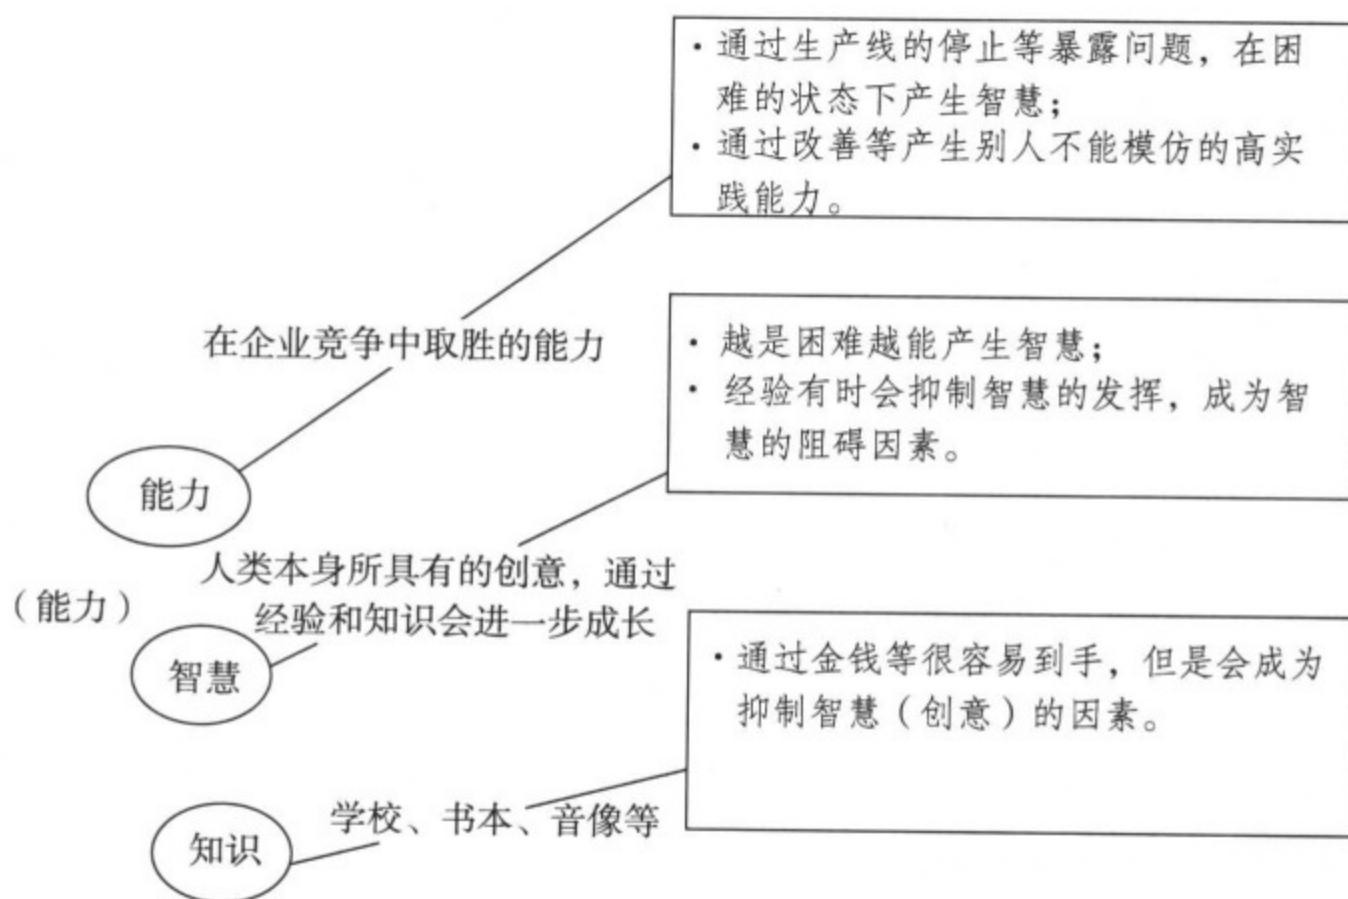 ·通过生产线的停止等暴露问题，在困
难的状态下产生智慧；
·通过改善等产生别人不能模仿的高实
践能力。
在企业竞争中取胜的能力
·越是困难越能产生智慧；
·经验有时会抑制智慧的发挥，成为智
慧的阻碍因素。
能力
人类本身所具有的创意，通过
经验和知识会进一步成长
（能力）
智慧
·通过金钱等很容易到手，但是会成为
抑制智慧（创意）的因素。
学校、书本、音像等
知识